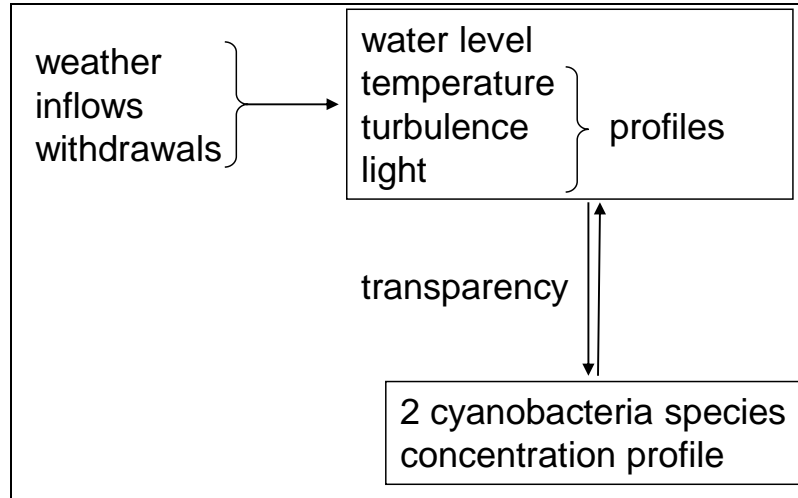 weather
inflows
withdrawals
water level
temperature
turbulence
light
profiles
transparency
2 cyanobacteria species
concentration profile